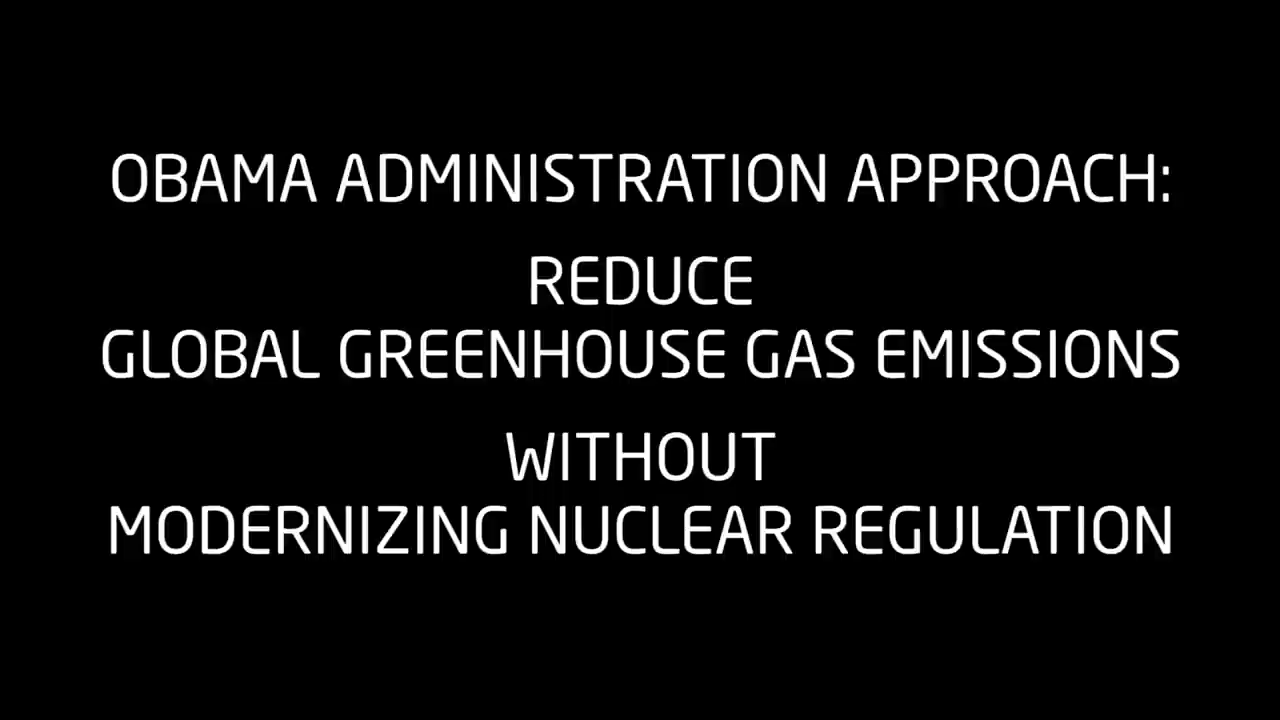 OBAMA ADMINISTRATION APPROACH:
REDUCE
GLOBAL GREENHOUSE GAS EMISSIONS
WITHOUT
MODERNIZING NUCLEAR REGULATION